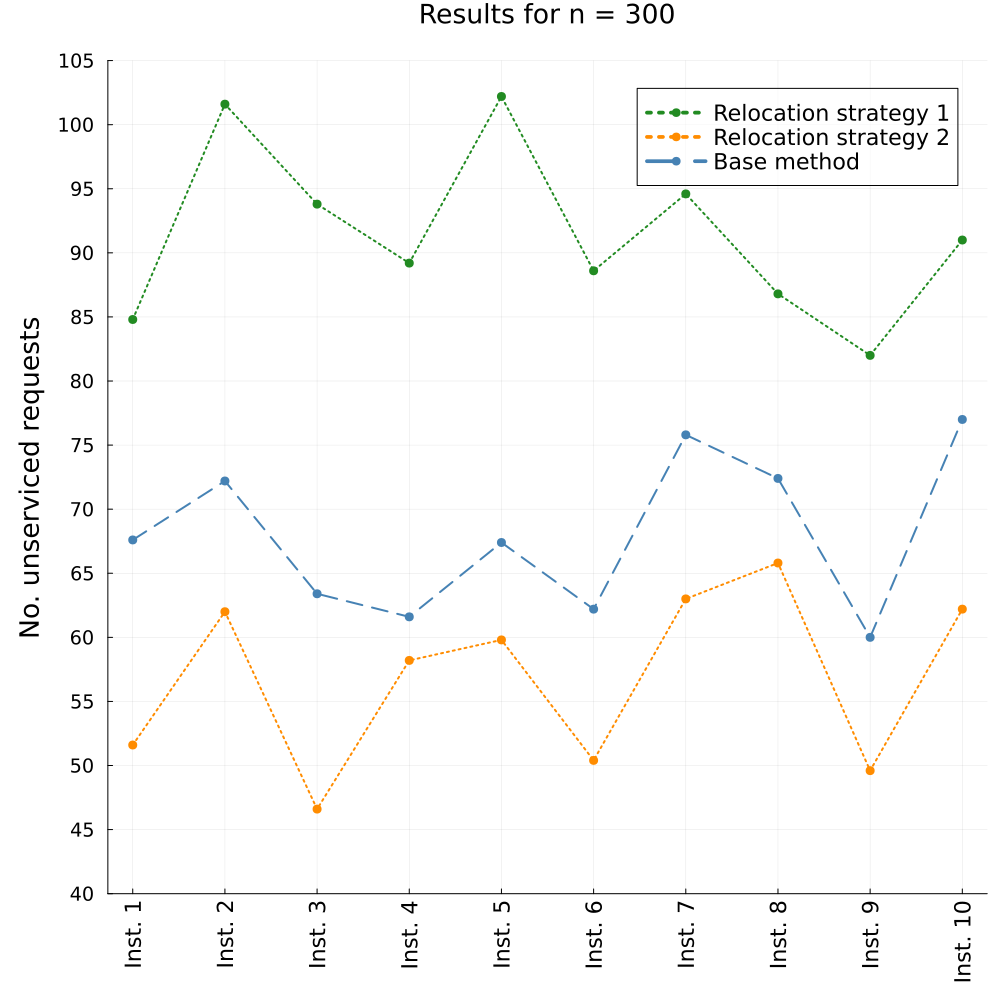 Results for n = 300
105
100
95
90
85
80
75
70
65
60
55
50
45
40
No. unserviced requests
Relocation strategy 1
Relocation strategy 2
Base method
Inst. 1
Inst. 2
Inst. 3
Inst. 4
Inst. 5
Inst. 6
Inst. 7
Inst. 8
Inst. 9
Inst. 10